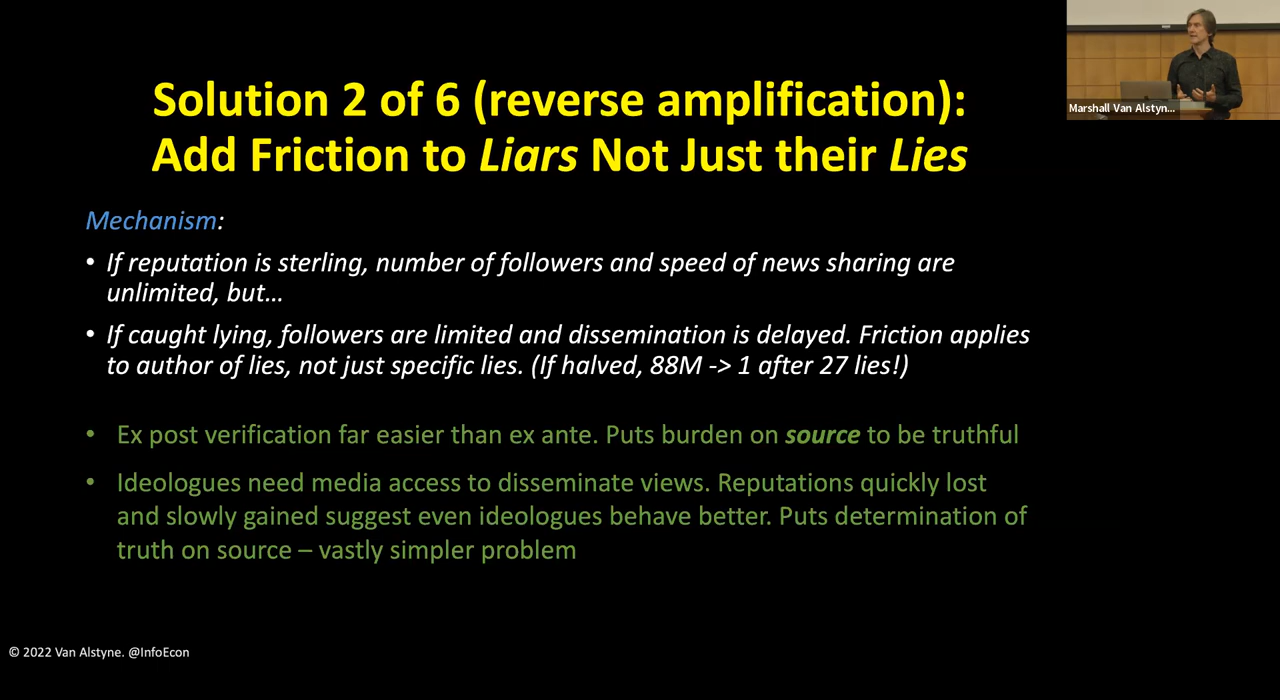 Solution 2 of 6 (reverse amplification):
Add Friction to Liars Not Just their Lies
Marshall Van Alstyn...
Mechanism:
• If reputation is sterling, number of followers and speed of news sharing are
unlimited, but…
• If caught lying, followers are limited and dissemination is delayed. Friction applies
to author of lies, not just specific lies. (If halved, 88M -> 1 after 27 lies!)
• Ex post verification far easier than ex ante. Puts burden on source to be truthful
• Ideologues need media access to disseminate views. Reputations quickly lost
and slowly gained suggest even ideologues behave better. Puts determination of
truth on source – vastly simpler problem
© 2022 Van Alstyne. @InfoEcon